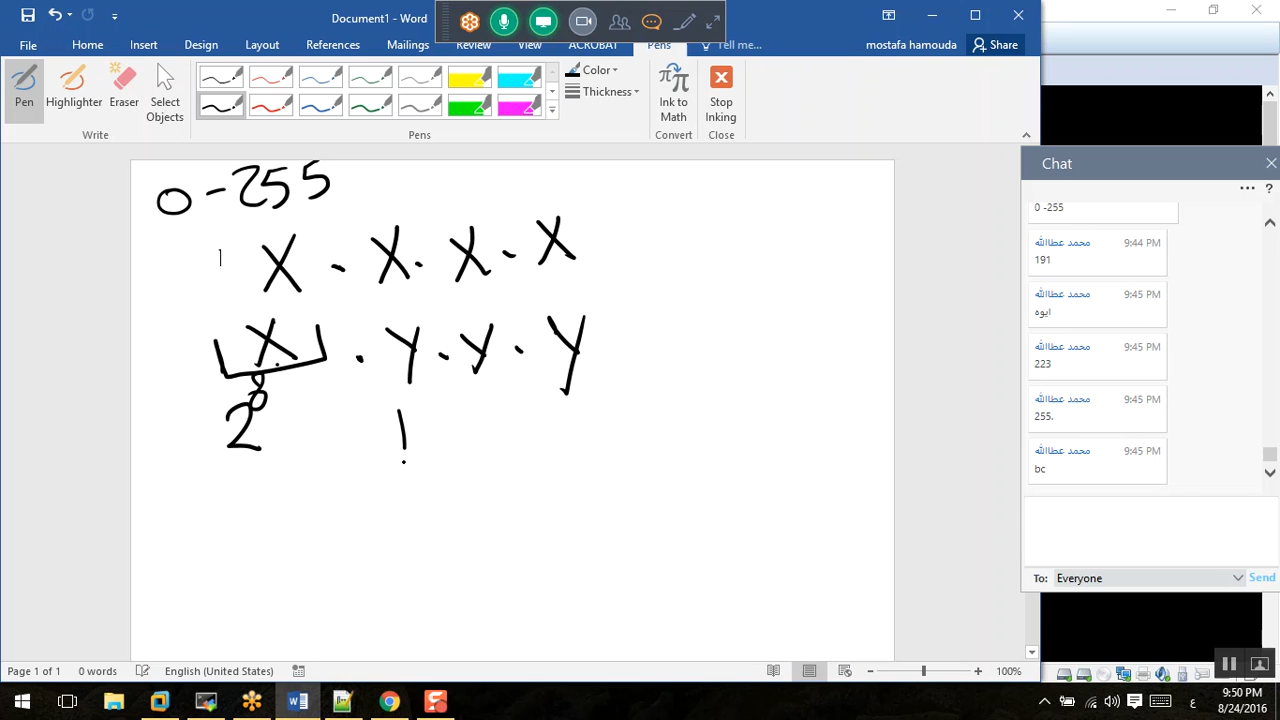 Document1 - Word
File Home Insert Design Layout References Mailings Review View ACROBAT Pens Tell me... mostafa hamouda Share
Pen Highlighter Eraser Select Objects
Color
Thickness
Ink to Math
Stop Inking
Write Pens Convert Close
Chat
0 -255
محمد عطاالله 9:44 PM
191
محمد عطاالله 9:45 PM
ايوه
محمد عطاالله 9:45 PM
223
محمد عطاالله 9:45 PM
255.
محمد عطاالله 9:45 PM
bc
To: Everyone Send
0-255
X . X . X . X
X . Y . Y . Y
2^8 1
Page 1 of 1 0 words English (United States) 100%
ع 9:50 PM
8/24/2016